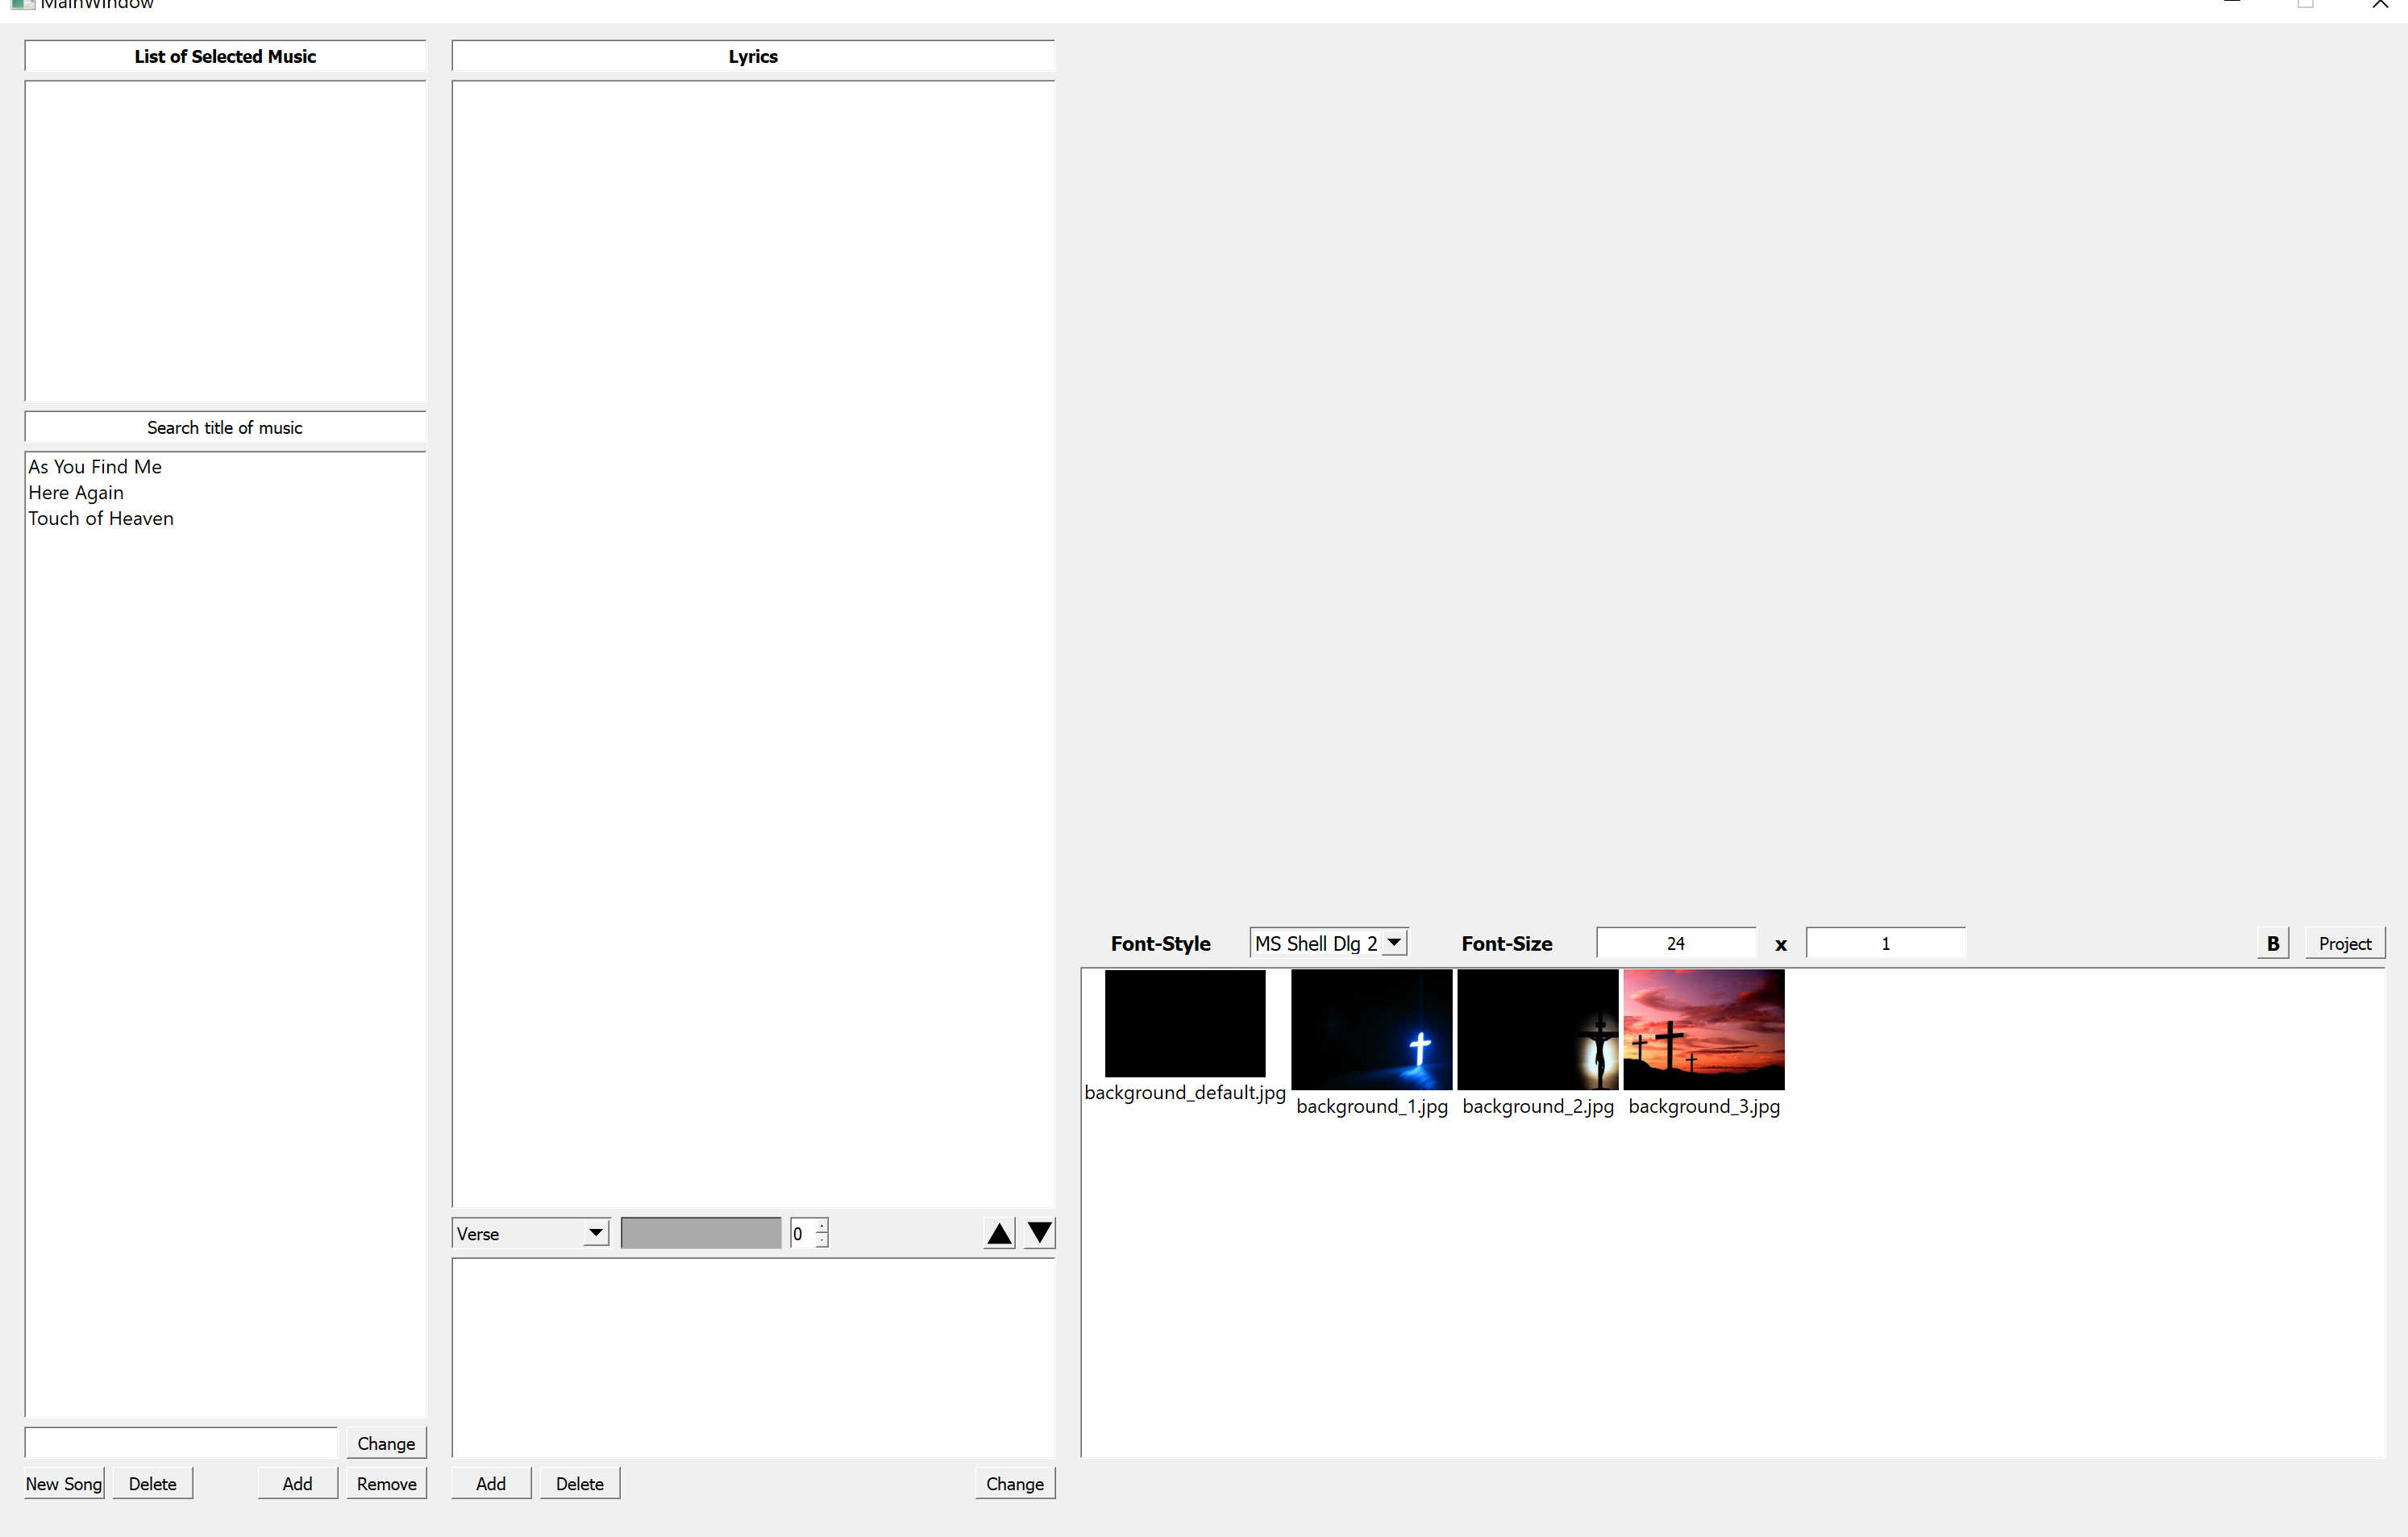 MainWindow
List of Selected Music
Search title of music
As You Find Me
Here Again
Touch of Heaven
Change
New Song Delete Add Remove
Lyrics
Verse 0
Add Delete Change
Font-Style MS Shell Dlg 2 Font-Size 24 x 1 B Project
background_default.jpg
background_1.jpg background_2.jpg background_3.jpg